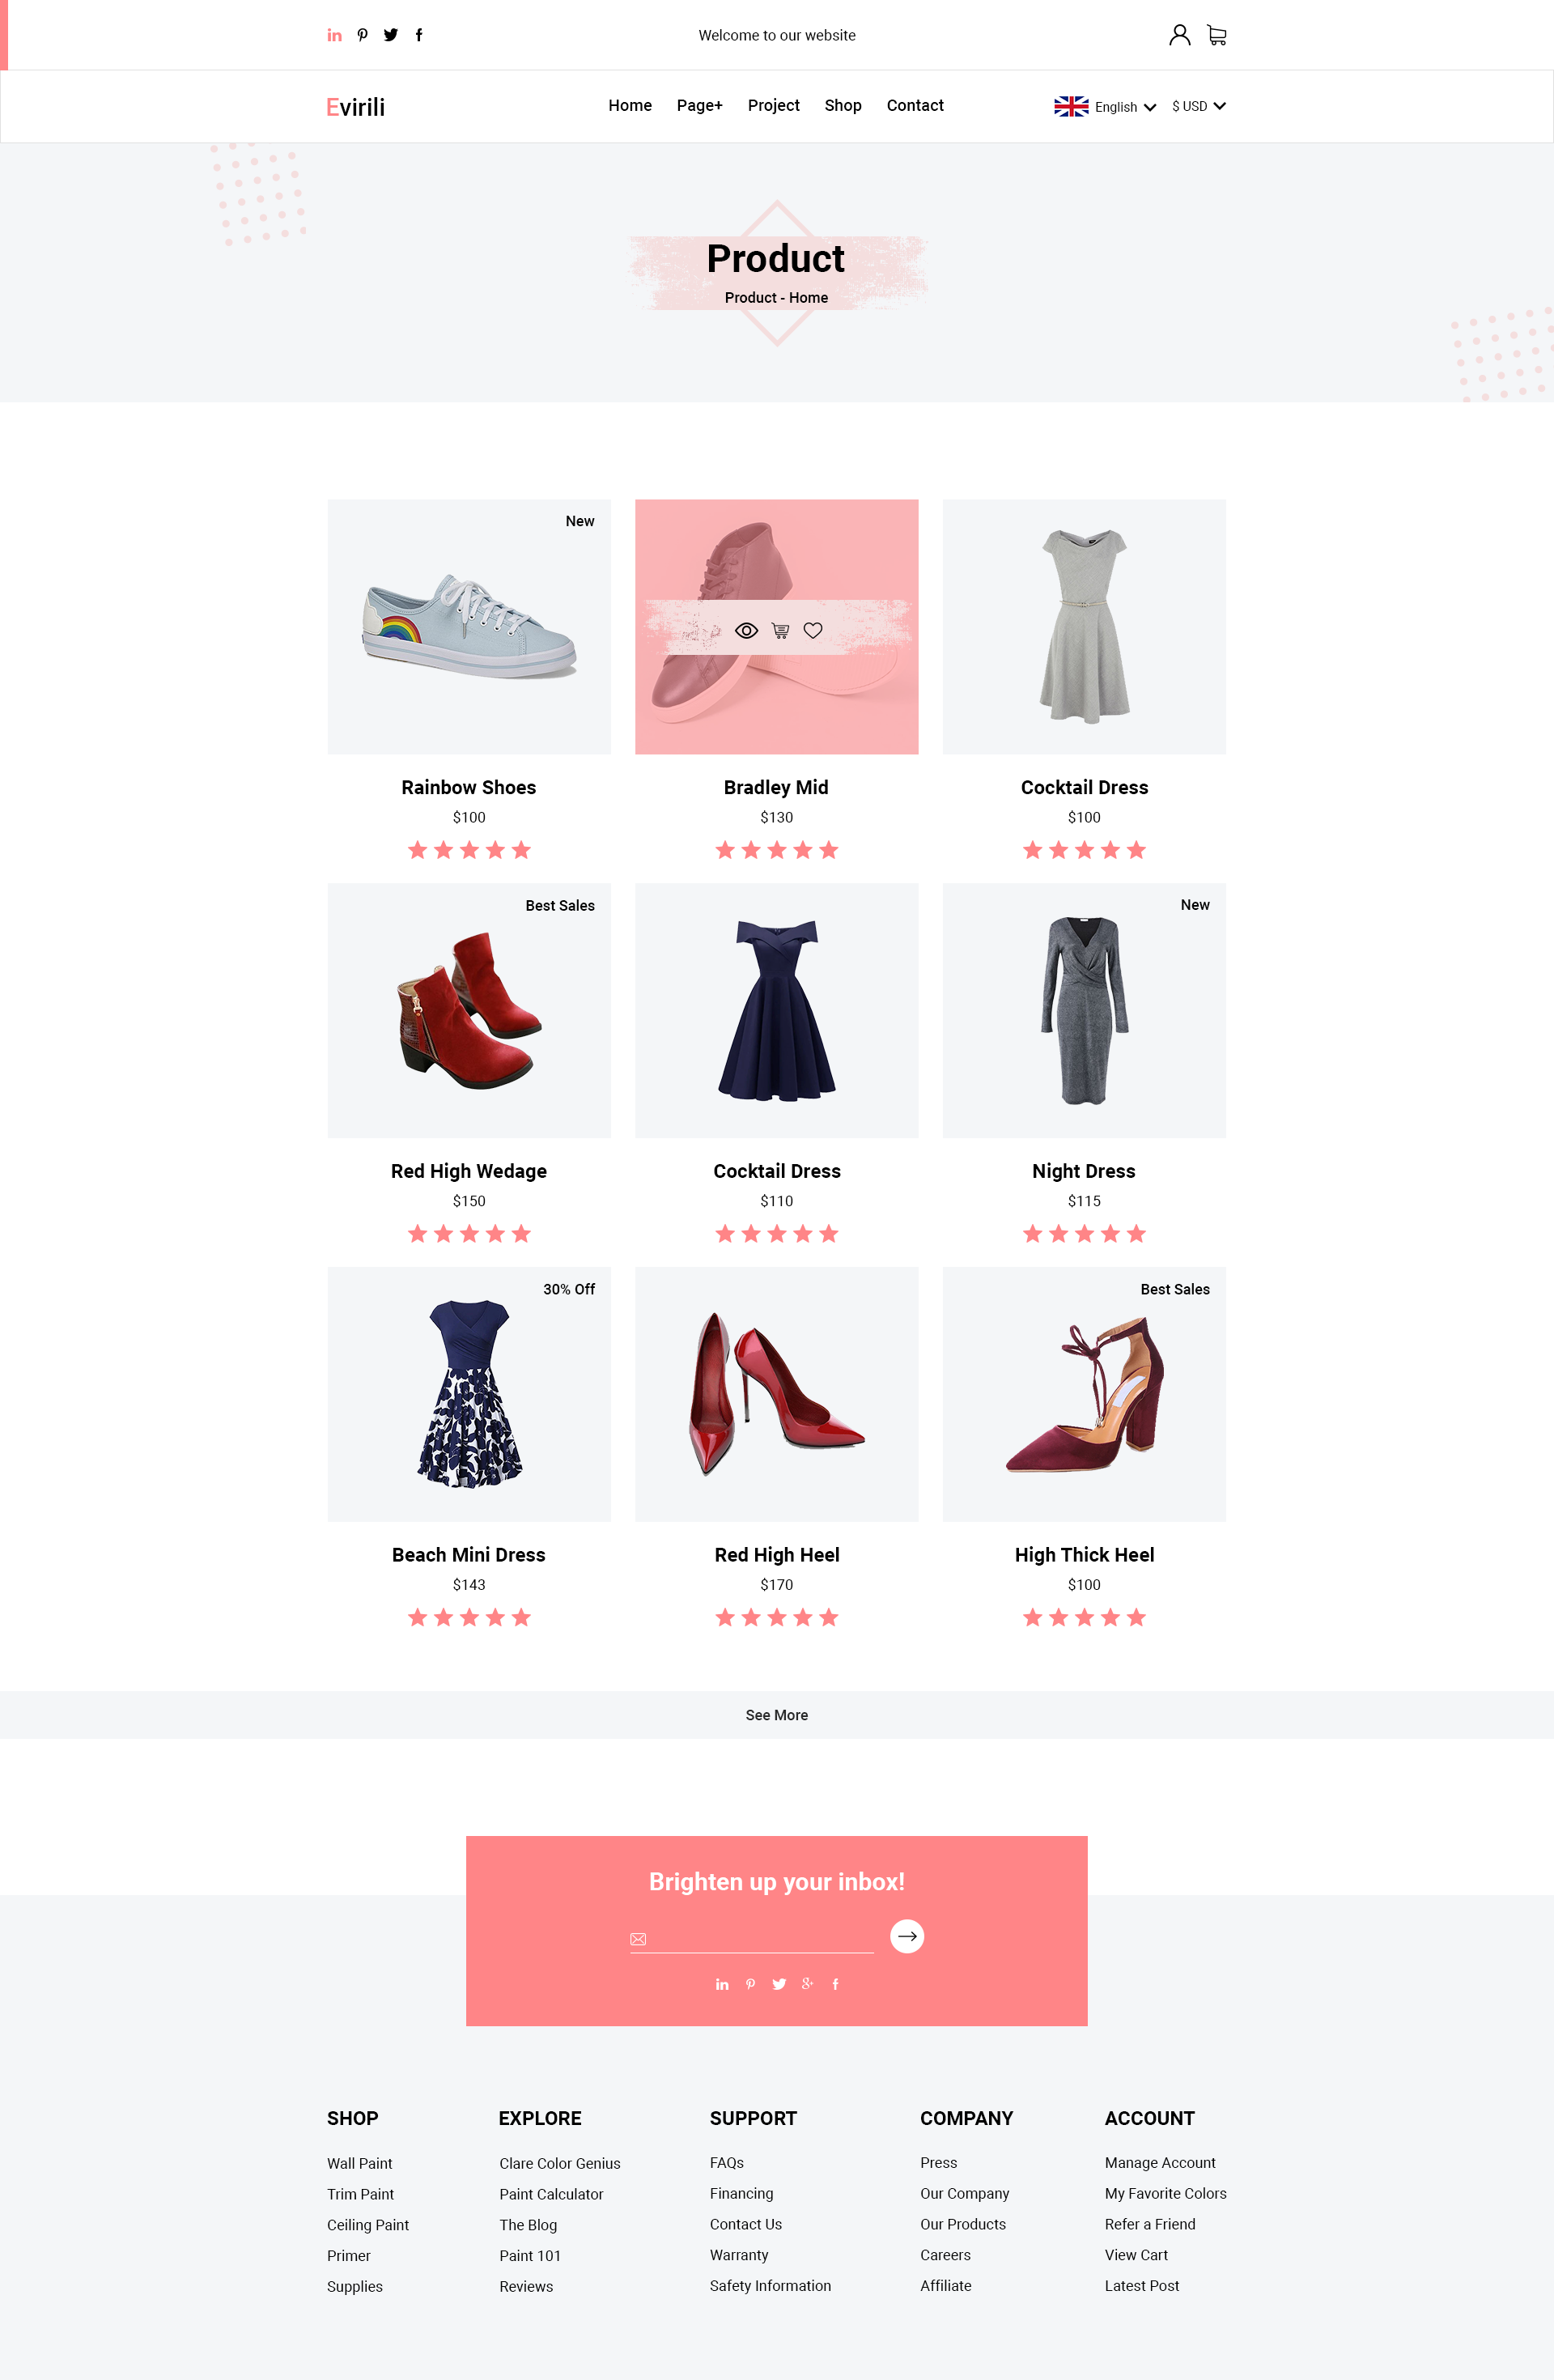 Welcome to our website
Evirili
Home Page+ Project Shop Contact
English $ USD
Product
Product - Home
New
Rainbow Shoes Bradley Mid Cocktail Dress
$100 $130 $100
Best Sales New
Red High Wedage Cocktail Dress Night Dress
$150 $110 $115
30% Off Best Sales
Beach Mini Dress Red High Heel High Thick Heel
$143 $170 $100
See More
Brighten up your inbox!
SHOP EXPLORE SUPPORT COMPANY ACCOUNT
Wall Paint Clare Color Genius FAQs Press Manage Account
Trim Paint Paint Calculator Financing Our Company My Favorite Colors
Ceiling Paint The Blog Contact Us Our Products Refer a Friend
Primer Paint 101 Warranty Careers View Cart
Supplies Reviews Safety Information Affiliate Latest Post